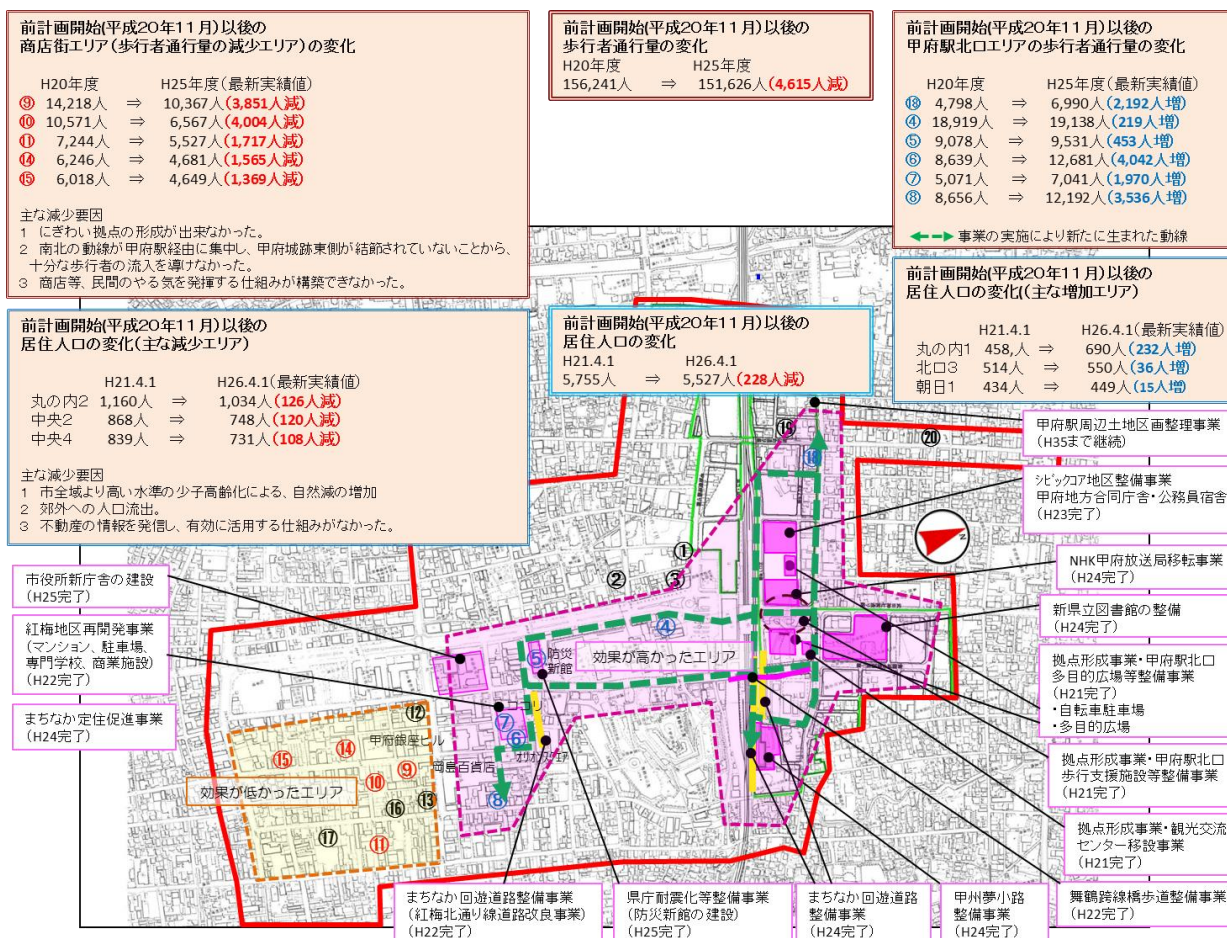 前計画開始(平成20年11月)以後の
商店街エリア(歩行者通行量の減少エリア)の変化
H20年度 H25年度(最新実績値)
⑨ 14,218人 ⇒ 10,367人(3,851人減)
⑩ 10,571人 ⇒ 6,567人(4,004人減)
⑪ 7,244人 ⇒ 5,527人(1,717人減)
⑭ 6,246人 ⇒ 4,681人(1,565人減)
⑮ 6,018人 ⇒ 4,649人(1,369人減)
主な減少要因
1 にぎわい拠点の形成が出来なかった。
2 南北の動線が甲府駅経由に集中し、甲府城跡東側が結節されていないことから、
十分な歩行者の流入を導けなかった。
3 商店等、民間のやる気を発揮する仕組みが構築できなかった。
前計画開始(平成20年11月)以後の
歩行者通行量の変化
H20年度 H25年度
156,241人 ⇒ 151,626人(4,615人減)
前計画開始(平成20年11月)以後の
甲府駅北口エリアの歩行者通行量の変化
H20年度 H25年度(最新実績値)
⑱ 4,798人 ⇒ 6,990人(2,192人増)
④ 18,919人 ⇒ 19,138人(219人増)
⑤ 9,078人 ⇒ 9,531人(453人増)
⑥ 8,639人 ⇒ 12,681人(4,042人増)
⑦ 5,071人 ⇒ 7,041人(1,970人増)
⑧ 8,656人 ⇒ 12,192人(3,536人増)
事業の実施により新たに生まれた動線
前計画開始(平成20年11月)以後の
居住人口の変化(主な減少エリア)
H21.4.1 H26.4.1(最新実績値)
丸の内2 1,160人 ⇒ 1,034人(126人減)
中央2 868人 ⇒ 748人(120人減)
中央4 839人 ⇒ 731人(108人減)
主な減少要因
1 市全域より高い水準の少子高齢化による、自然減の増加
2 郊外への人口流出。
3 不動産の情報を発信し、有効に活用する仕組みがなかった。
前計画開始(平成20年11月)以後の
居住人口の変化
H21.4.1 H26.4.1
5,755人 ⇒ 5,527人(228人減)
前計画開始(平成20年11月)以後の
居住人口の変化((主な増加エリア)
H21.4.1 H26.4.1(最新実績値)
丸の内1 458,人 ⇒ 690人(232人増)
北口3 514人 ⇒ 550人(36人増)
朝日1 434人 ⇒ 449人(15人増)
甲府駅周辺土地区画整理事業
(H35まで継続)
シビックコア地区整備事業
甲府地方合同庁舎・公務員宿舎
(H23完了)
NHK甲府放送局移転事業
(H24完了)
新県立図書館の整備
(H24完了)
拠点形成事業・甲府駅北口
多目的広場等整備事業
(H21完了)
・自転車駐車場
・多目的広場
拠点形成事業・甲府駅北口
歩行支援施設等整備事業
(H21完了)
拠点形成事業・観光交流
センター移設事業
(H21完了)
舞鶴跨線橋歩道整備事業
(H22完了)
市役所新庁舎の建設
(H25完了)
紅梅地区再開発事業
(マンション、駐車場、
専門学校、商業施設)
(H22完了)
まちなか定住促進事業
(H24完了)
⑲
⑳
⑱
①
②
③
④
効果が高かったエリア
⑤
防災
新館
ココリ
⑦
⑥
オリオンスクエア
岡島百貨店
⑧
⑫
甲府銀座ビル
⑮
⑭
⑨
⑩
効果が低かったエリア
⑬
⑯
⑰
⑪
N
まちなか回遊道路整備事業
(紅梅北通り線道路改良事業)
(H22完了)
県庁耐震化等整備事業
(防災新館の建設)
(H25完了)
まちなか回遊道路
整備事業
(H24完了)
甲州夢小路
整備事業
(H24完了)